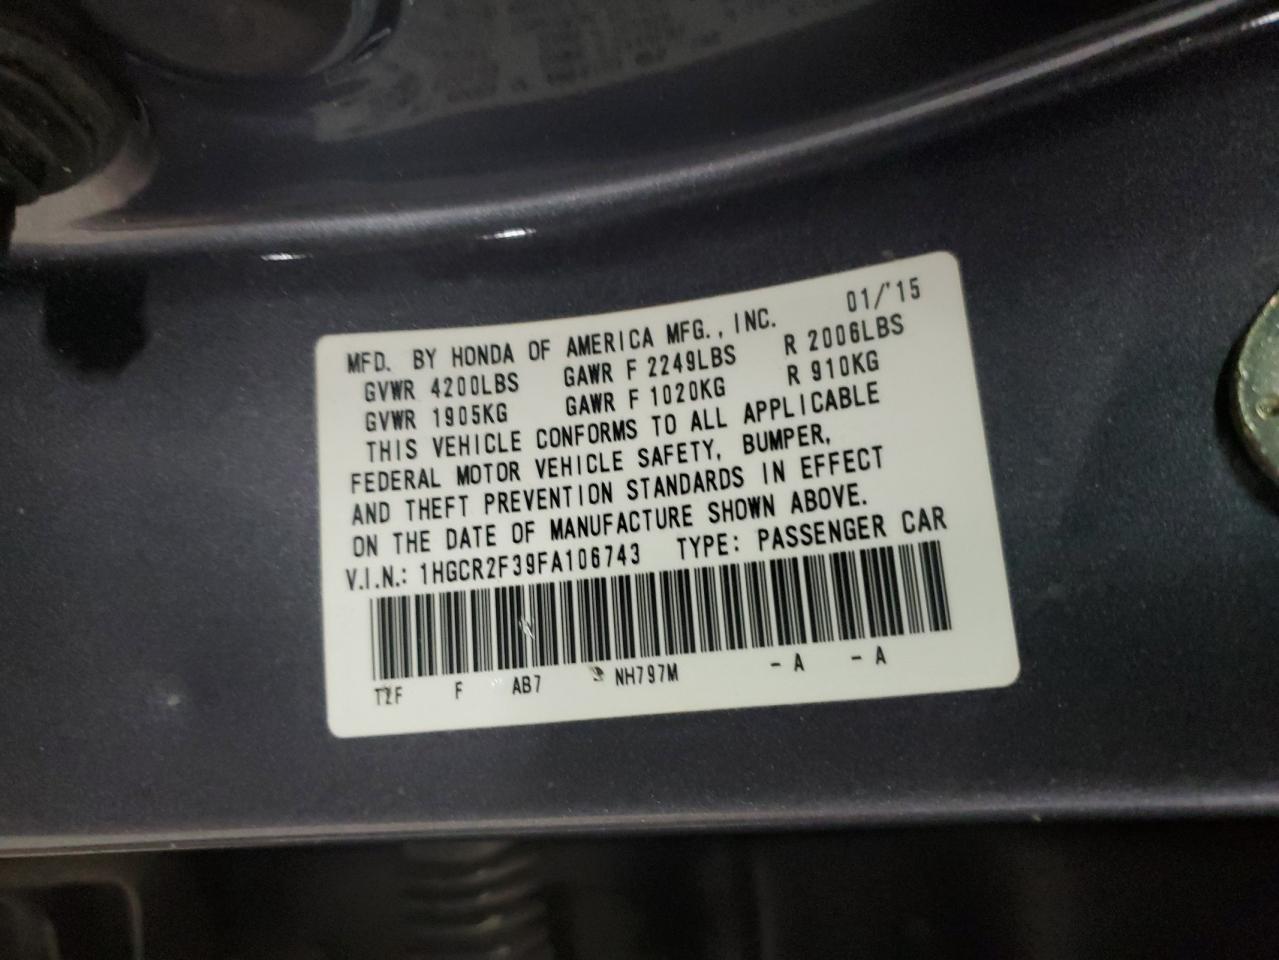 MFD. BY HONDA OF AMERICA MFG., INC. 01/'15
GVWR 4200LBS GAWR F 2249LBS R 2006LBS
GVWR 1905KG GAWR F 1020KG R 910KG
THIS VEHICLE CONFORMS TO ALL APPLICABLE
FEDERAL MOTOR VEHICLE SAFETY, BUMPER,
AND THEFT PREVENTION STANDARDS IN EFFECT
ON THE DATE OF MANUFACTURE SHOWN ABOVE.
V.I.N.: 1HGCR2F39FA106743 TYPE: PASSENGER CAR
F AB7 NH797M - A - A